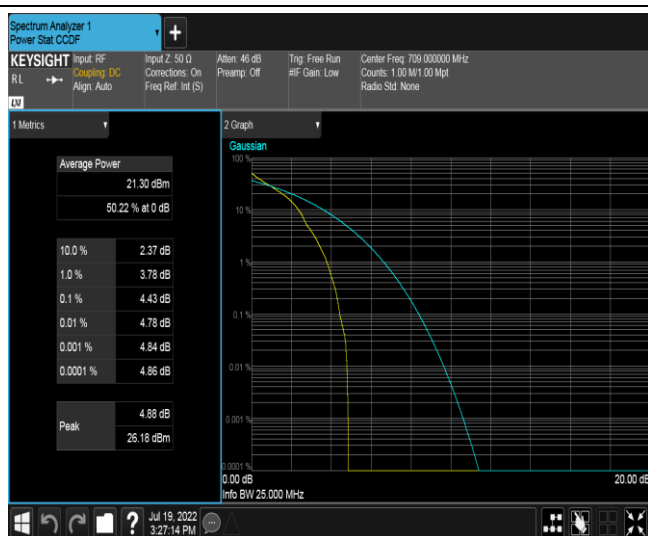 Spectrum Analyzer 1
Power Stat CCDF
+
KEYSIGHT
RL
LXI
Input: RF
Coupling: DC
Align: Auto
Input Z: 50 Ω
Corrections: On
Freq Ref: Int (S)
Atten: 46 dB
Preamp: Off
Trig: Free Run
#IF Gain: Low
Center Freq: 709.000000 MHz
Counts: 1.00 M/1.00 Mpt
Radio Std: None
1 Metrics
Average Power
21.30 dBm
50.22 % at 0 dB
10.0 % 2.37 dB
1.0 % 3.78 dB
0.1 % 4.43 dB
0.01 % 4.78 dB
0.001 % 4.84 dB
0.0001 % 4.86 dB
Peak
4.88 dB
26.18 dBm
2 Graph
Gaussian
100 %
10 %
1 %
0.1 %
0.01 %
0.001 %
0.0001 %
0.00 dB 20.00 dB
Info BW 25.000 MHz
?
Jul 19, 2022
3:27:14 PM